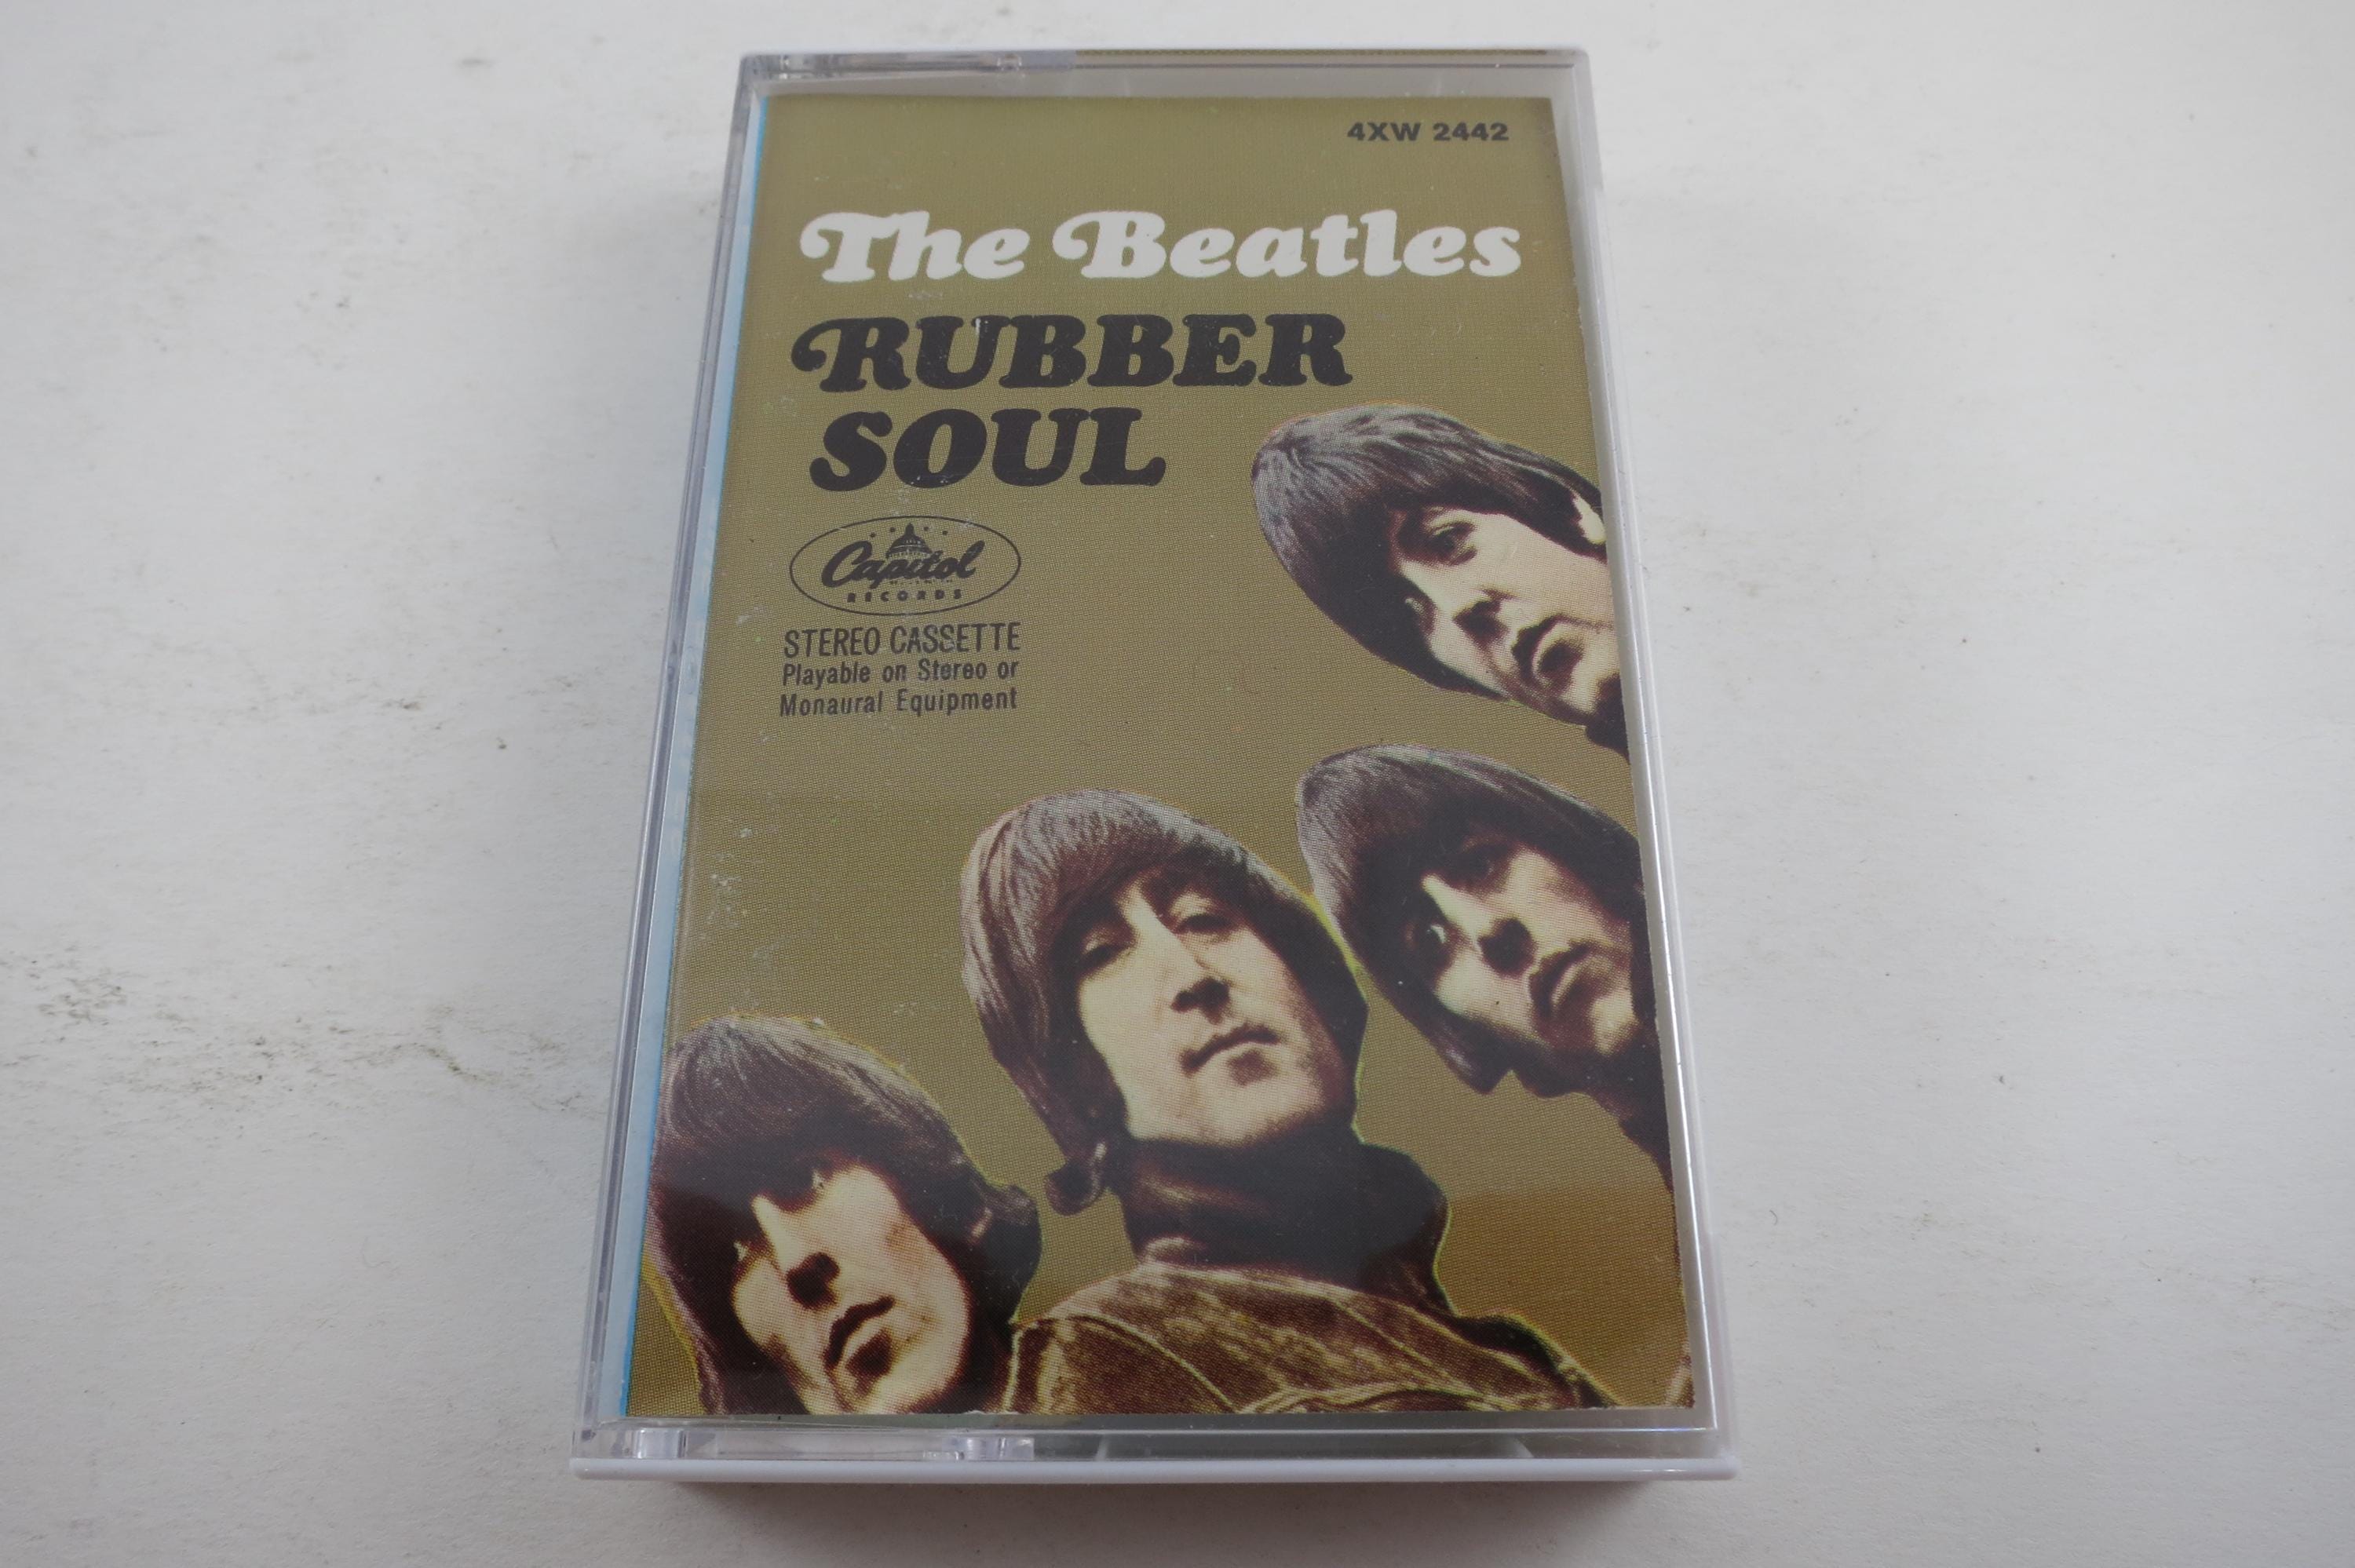 4XW 2442
The Beatles
RUBBER
SOUL
Capitol
RECORDS
STEREO CASSETTE
Playable on Stereo or
Monaural Equipment